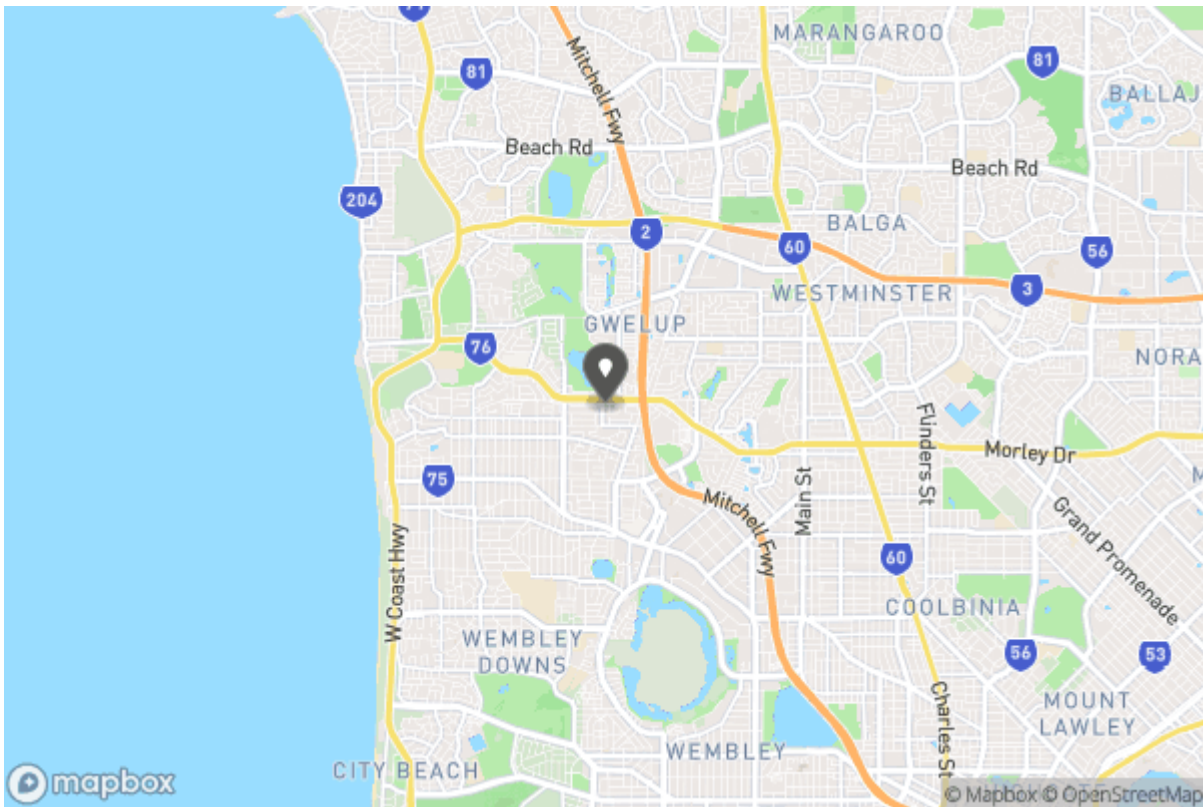 71
MARANGAROO
81
81
Mitchell Fwy
BALLAJ
Beach Rd
Beach Rd
204
2
60
BALGA
56
WESTMINSTER
3
GWELUP
76
NORA
Flinders St
Morley Dr
75
Main St
Mitchell Fwy
Grand Promenade
W Coast Hwy
60
COOLBINIA
WEMBLEY
DOWNS
56
53
MOUNT
LAWLEY
Charles St
WEMBLEY
CITY BEACH
mapbox
© Mapbox © OpenStreetMap